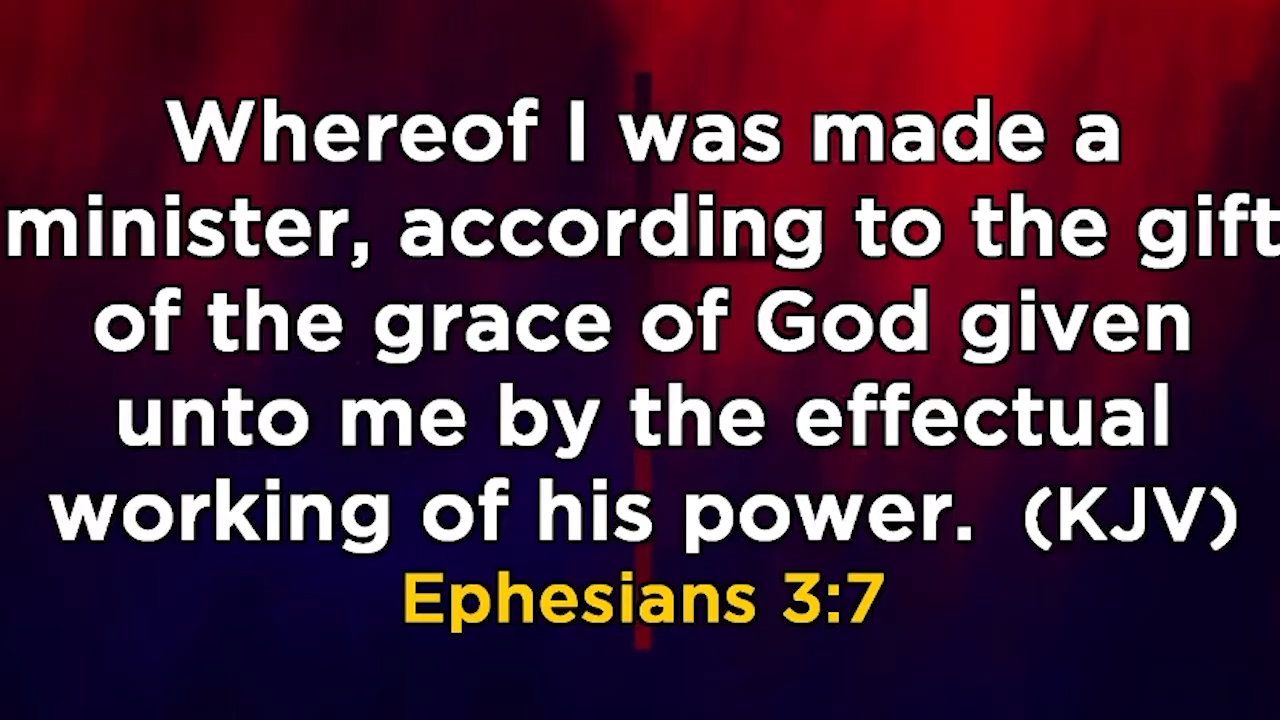 Whereof I was made a
minister, according to the gift
of the grace of God given
unto me by the effectual
working of his power.  (KJV)
Ephesians 3:7